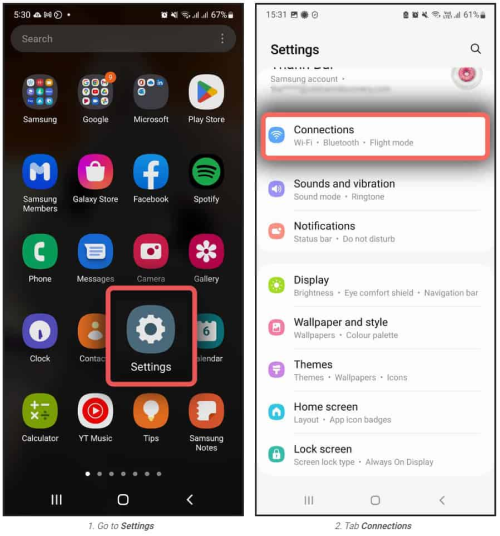 5:30
67%
Search
Samsung
Google
8
Microsoft
Play Store
Samsung
Members
Galaxy Store
Facebook
Spotify
Phone
Messages
Camera
Gallery
Clock
Contac
Settings
6
alendar
Calculator
YT Music
Tips
Samsung
Notes
1. Go to Settings
15:31
61%
Settings
Samsung account •
Connections
Wi-Fi • Bluetooth • Flight mode
Sounds and vibration
Sound mode • Ringtone
Notifications
Status bar • Do not disturb
Display
Brightness • Eye comfort shield • Navigation bar
Wallpaper and style
Wallpapers • Colour palette
Themes
Themes • Wallpapers • Icons
Home screen
Layout • App icon badges
Lock screen
Screen lock type • Always On Display
2. Tab Connections